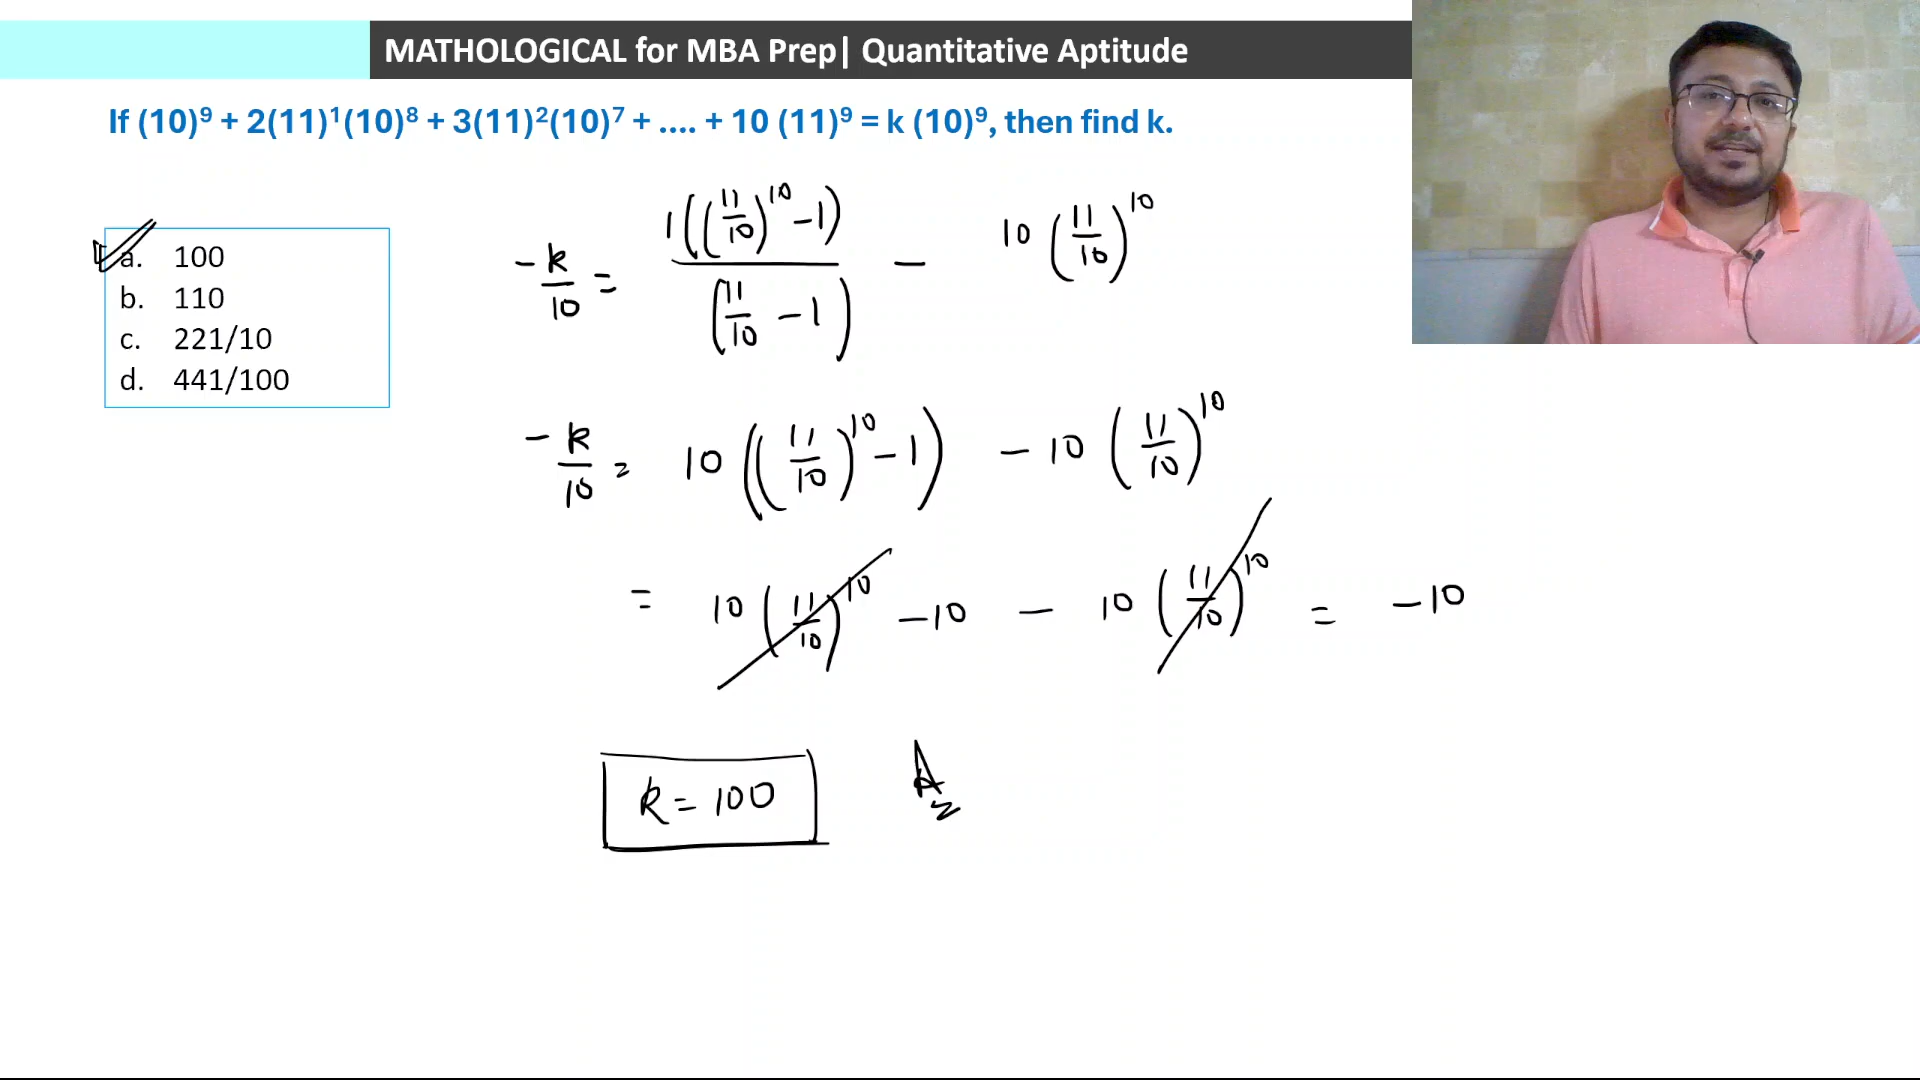 MATHOLOGICAL for MBA Prep| Quantitative Aptitude
If (10)⁹ + 2(11)¹(10)⁸ + 3(11)²(10)⁷ + .... + 10 (11)⁹ = k (10)⁹, then find k.
a. 100
b. 110
c. 221/10
d. 441/100
-k/10 = 1((11/10)^10 -1) / (11/10 -1) - 10 (11/10)^10
-k/10 = 10 ((11/10)^10 -1) - 10 (11/10)^10
= 10 (11/10)^10 -10 - 10 (11/10)^10 = -10
k = 100